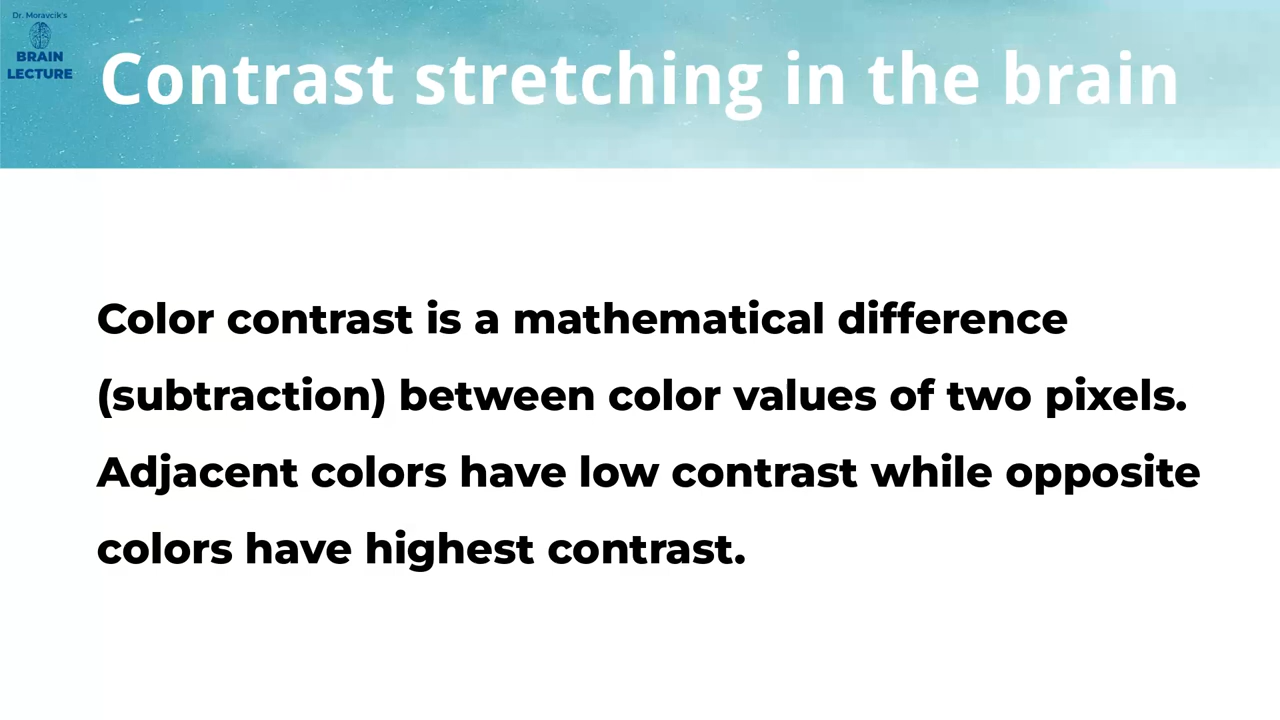 Dr. Moravcik's
BRAIN
LECTURE
Contrast stretching in the brain
Color contrast is a mathematical difference
(subtraction) between color values of two pixels.
Adjacent colors have low contrast while opposite
colors have highest contrast.